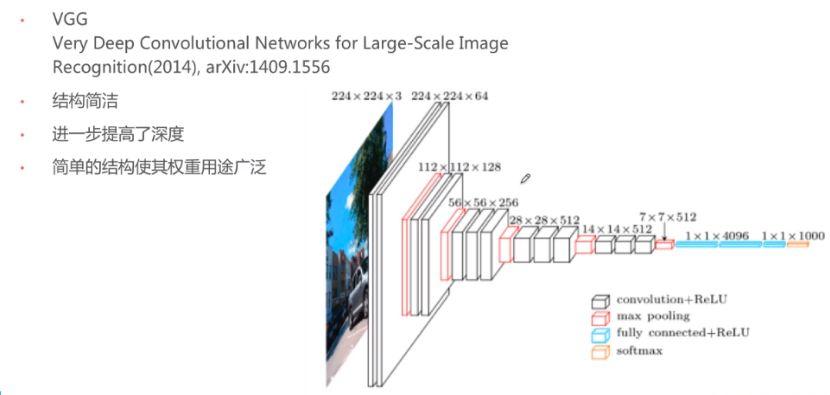 VGG
Very Deep Convolutional Networks for Large-Scale Image
Recognition(2014), arXiv:1409.1556
结构简洁
进一步提高了深度
简单的结构使其权重用途广泛
224×224×3 224×224×64
112×112×128
56×56×256
28×28×512
14×14×512
7×7×512
1×1×4096 1×1×1000
convolution+ReLU
max pooling
fully connected+ReLU
softmax